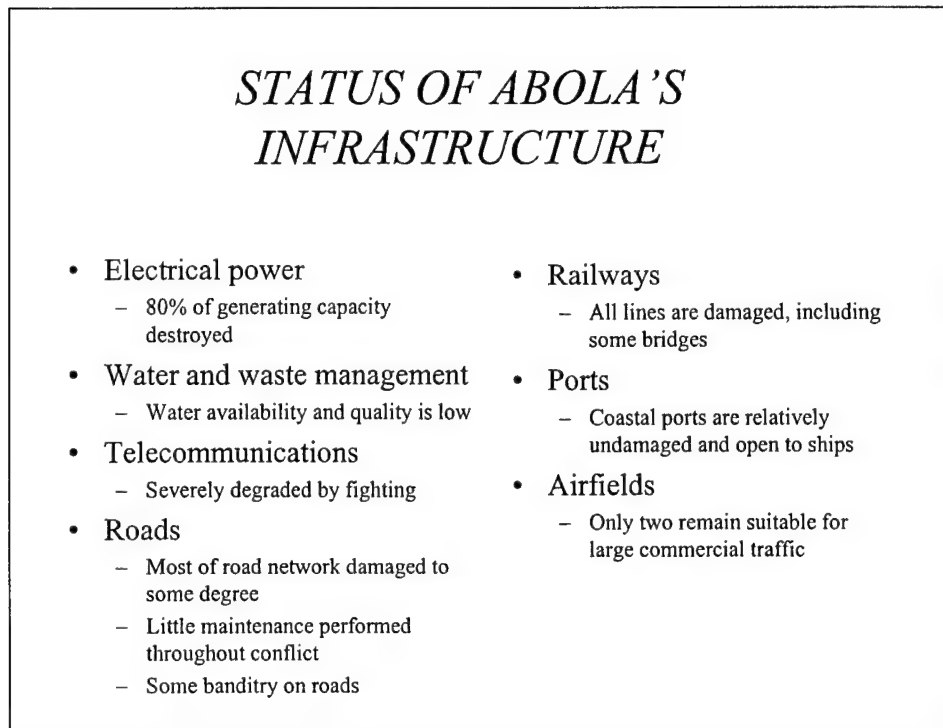 STATUS OF ABOLA'S
INFRASTRUCTURE
• Electrical power
– 80% of generating capacity
destroyed
• Water and waste management
– Water availability and quality is low
• Telecommunications
– Severely degraded by fighting
• Roads
– Most of road network damaged to
some degree
– Little maintenance performed
throughout conflict
– Some banditry on roads
• Railways
– All lines are damaged, including
some bridges
• Ports
– Coastal ports are relatively
undamaged and open to ships
• Airfields
– Only two remain suitable for
large commercial traffic